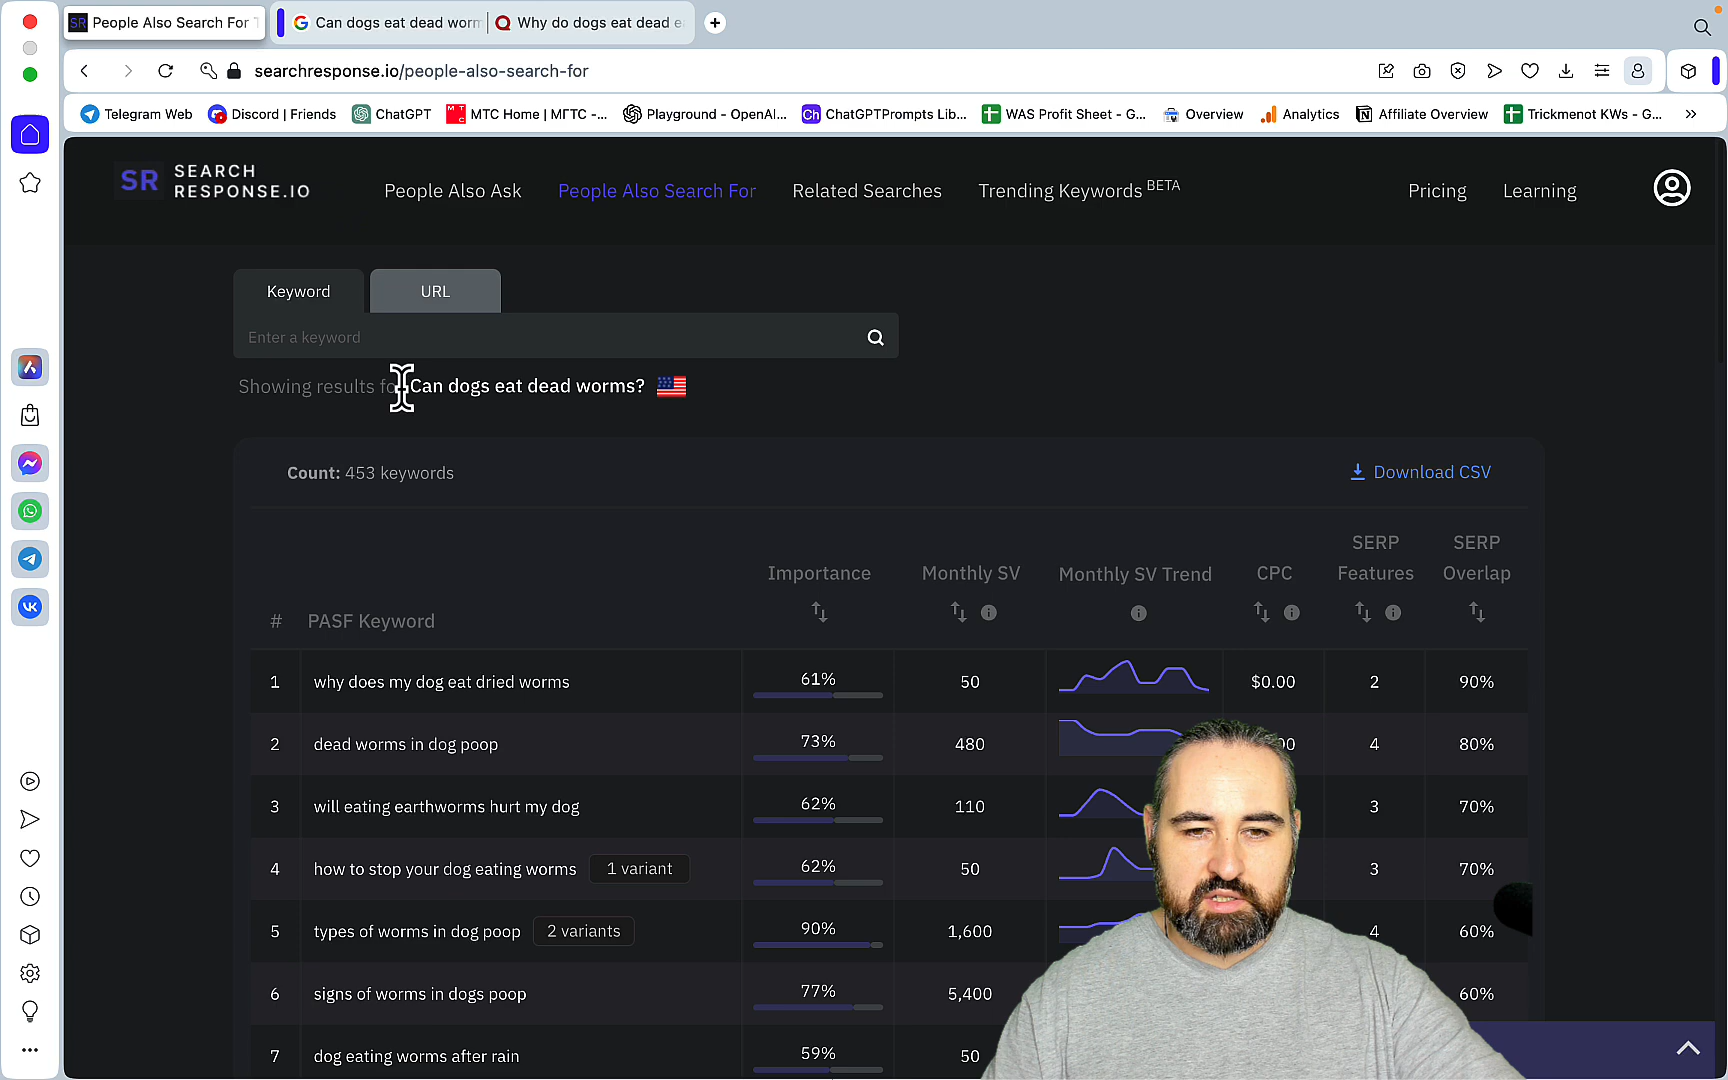 SR People Also Search For T
Can dogs eat dead worm
Why do dogs eat dead e
searchresponse.io/people-also-search-for
Telegram Web
Discord | Friends
ChatGPT
МТС Home | МГТС -...
Playground - OpenAI...
Ch ChatGPTPrompts Lib...
WAS Profit Sheet - G...
Overview
Analytics
Affiliate Overview
Trickmenot KWs - G...
SR SEARCH
RESPONSE.IO
People Also Ask
People Also Search For
Related Searches
Trending Keywords BETA
Pricing
Learning
Keyword
URL
Enter a keyword
Showing results Can dogs eat dead worms?
Count: 453 keywords
Download CSV
# PASF Keyword
Importance
Monthly SV
Monthly SV Trend
CPC
SERP
Features
SERP
Overlap
1 why does my dog eat dried worms 61% 50 $0.00 2 90%
2 dead worms in dog poop 73% 480 00 4 80%
3 will eating earthworms hurt my dog 62% 110 3 70%
4 how to stop your dog eating worms 1 variant 62% 50 3 70%
5 types of worms in dog poop 2 variants 90% 1,600 4 60%
6 signs of worms in dogs poop 77% 5,400 60%
7 dog eating worms after rain 59% 50